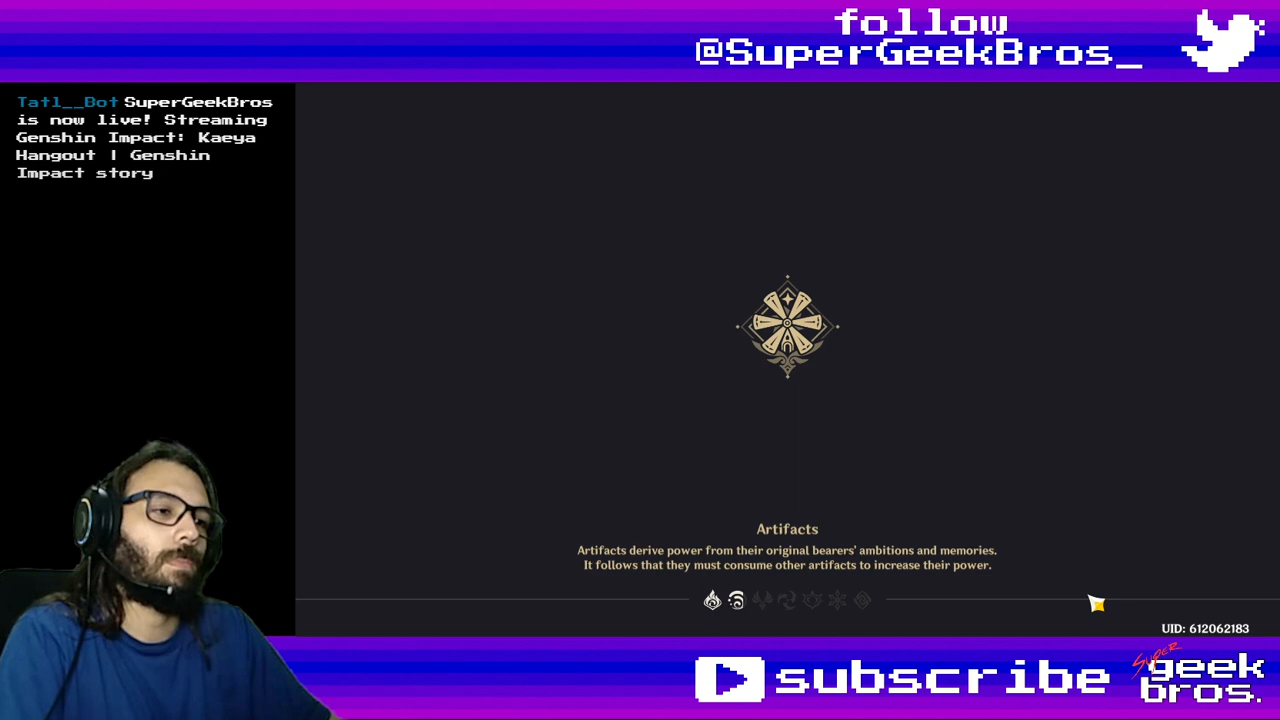 follow
@SuperGeekBros_
Tatl__Bot SuperGeekBros
is now live! Streaming
Genshin Impact: Kaeya
Hangout | Genshin
Impact story
Artifacts
Artifacts derive power from their original bearers' ambitions and memories.
It follows that they must consume other artifacts to increase their power.
UID: 612062183
subscribe
SUPER
geek
bros.